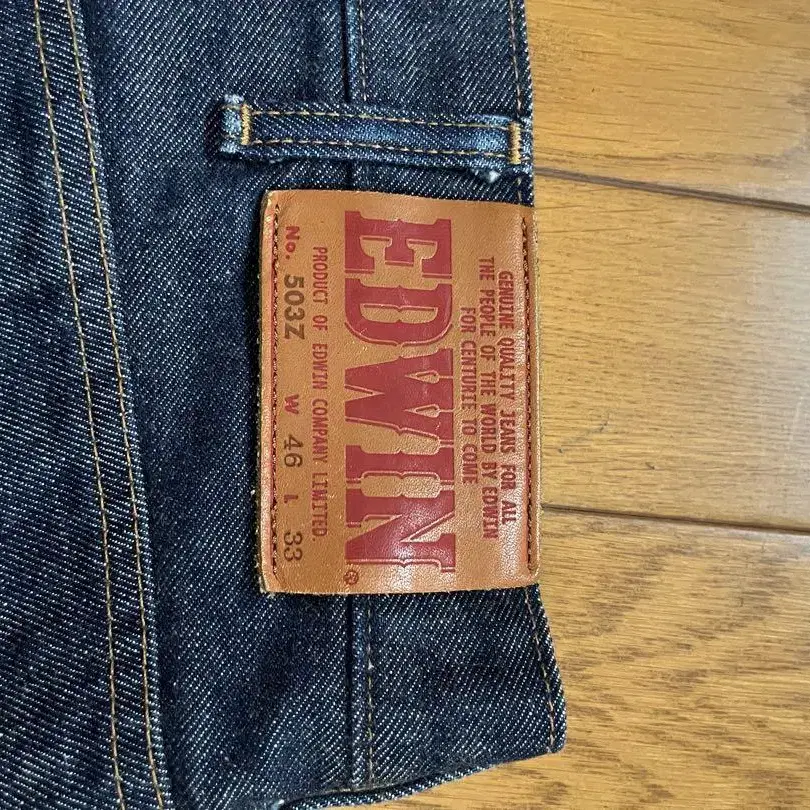 GENUINE QUALITY JEANS FOR ALL
THE PEOPLE OF THE WORLD BY EDWIN
FOR CENTURIE TO COME
EDWIN®
PRODUCT OF EDWIN COMPANY LIMITED.
No. 503Z W 46 L 33